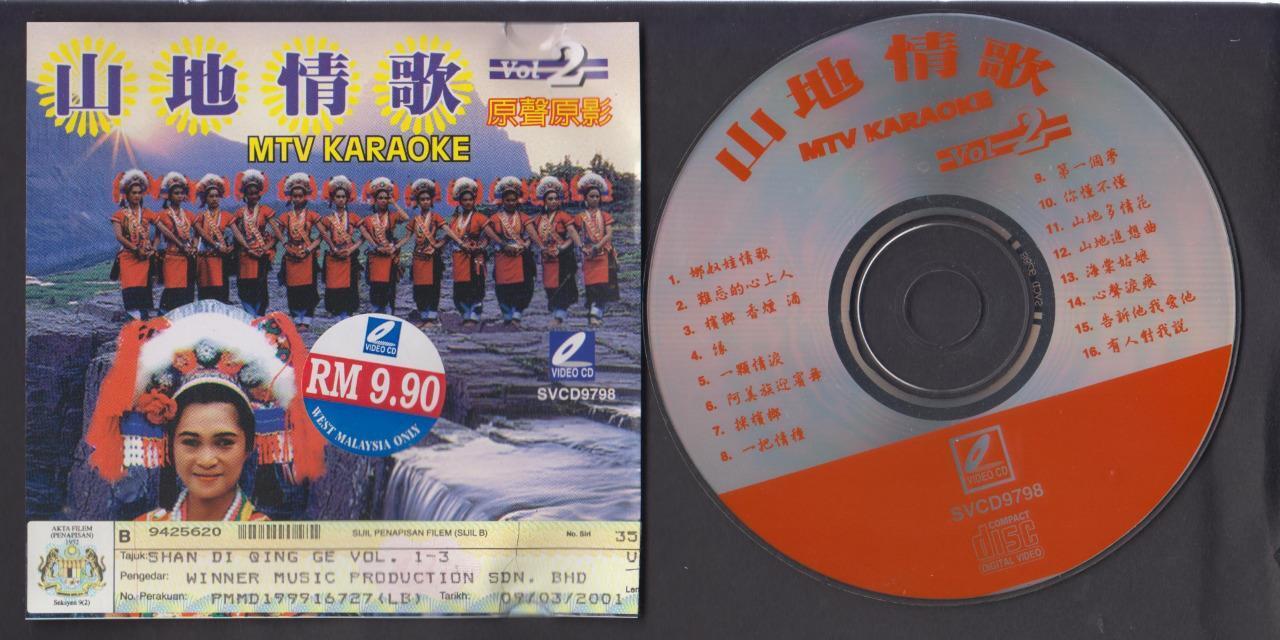 山地情歌
Vol 2
原聲原影
MTV KARAOKE
VIDEO CD
RM 9.90
WEST MALAYSIA ONLY
VIDEO CD
SVCD9798
AKTA FILEM
(PENAPISAN)
1952
Seksyen 9(2)
B 9425620 SIJIL PENAPISAN FILEM (SIJIL B) No. Siri 35
Tajuk: SHAN DI QING GE VOL. 1-3
Pengedar: WINNER MUSIC PRODUCTION SDN. BHD
No. Perakuan: PMMD199916727(LB) Tarikh: 09/03/2001
山地情歌
MTV KARAOKE
Vol 2
1. 娜奴娃情歌
2. 難忘的心上人
3. 檳榔 香煙 酒
4. 緣
5. 一顆情淚
6. 阿美族迎賓舞
7. 採檳榔
8. 一把情種
9. 第一個夢
10. 你懂不懂
11. 山地多情花
12. 山地追想曲
13. 海棠姑娘
14. 心聲淚痕
15. 告訴他我愛他
16. 有人對我說
VIDEO CD
SVCD9798
COMPACT
disc
DIGITAL VIDEO